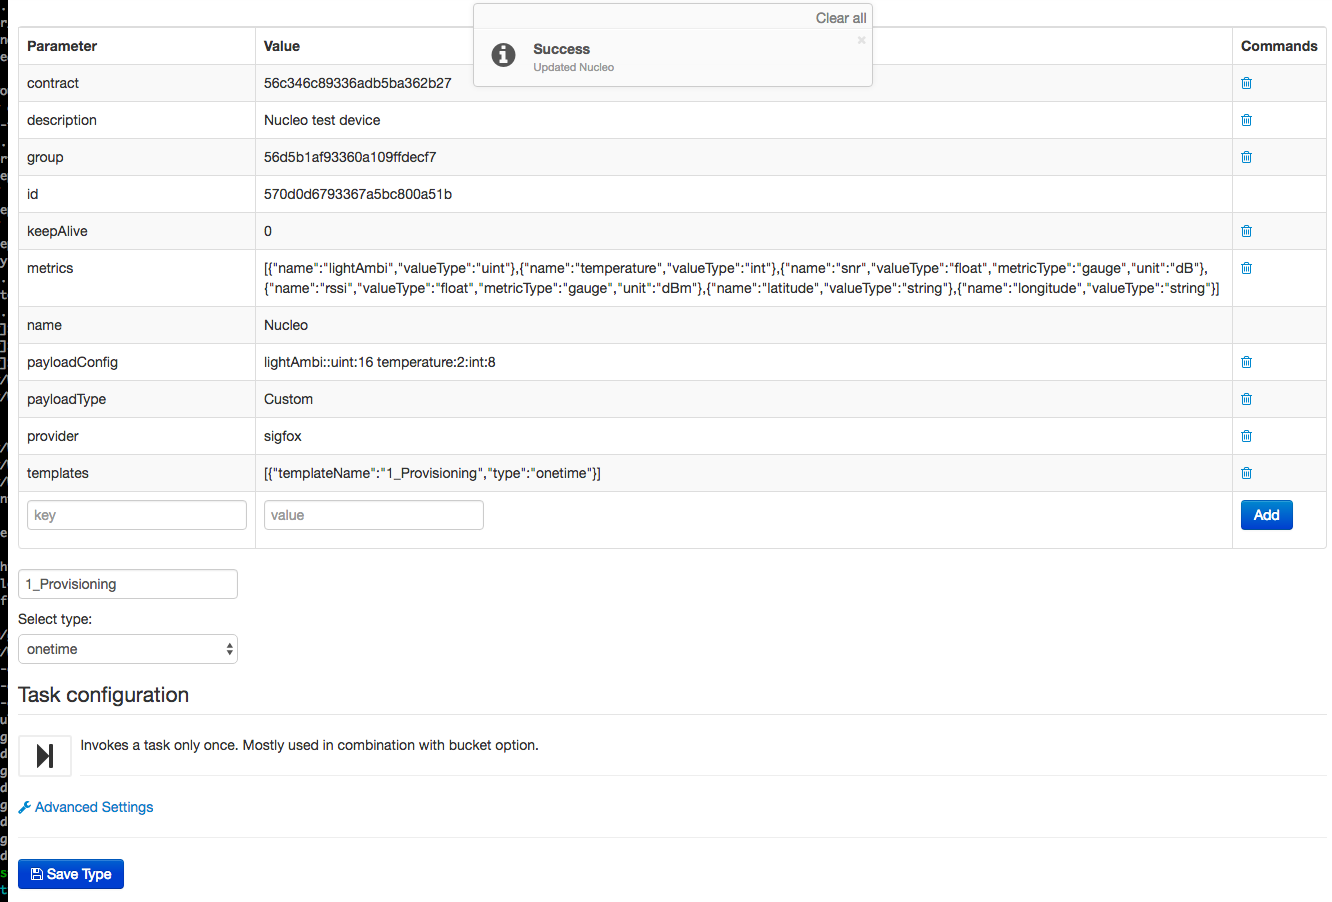 Clear all
Success
Updated Nucleo
Parameter Value Commands
contract 56c346c89336adb5ba362b27
description Nucleo test device
group 56d5b1af93360a109ffdecf7
id 570d0d6793367a5bc800a51b
keepAlive 0
metrics [{"name":"lightAmbi","valueType":"uint"},{"name":"temperature","valueType":"int"},{"name":"snr","valueType":"float","metricType":"gauge","unit":"dB"},
{"name":"rssi","valueType":"float","metricType":"gauge","unit":"dBm"},{"name":"latitude","valueType":"string"},{"name":"longitude","valueType":"string"}]
name Nucleo
payloadConfig lightAmbi::uint:16 temperature:2:int:8
payloadType Custom
provider sigfox
templates [{"templateName":"1_Provisioning","type":"onetime"}]
key value Add
1_Provisioning
Select type:
onetime
Task configuration
Invokes a task only once. Mostly used in combination with bucket option.
Advanced Settings
Save Type